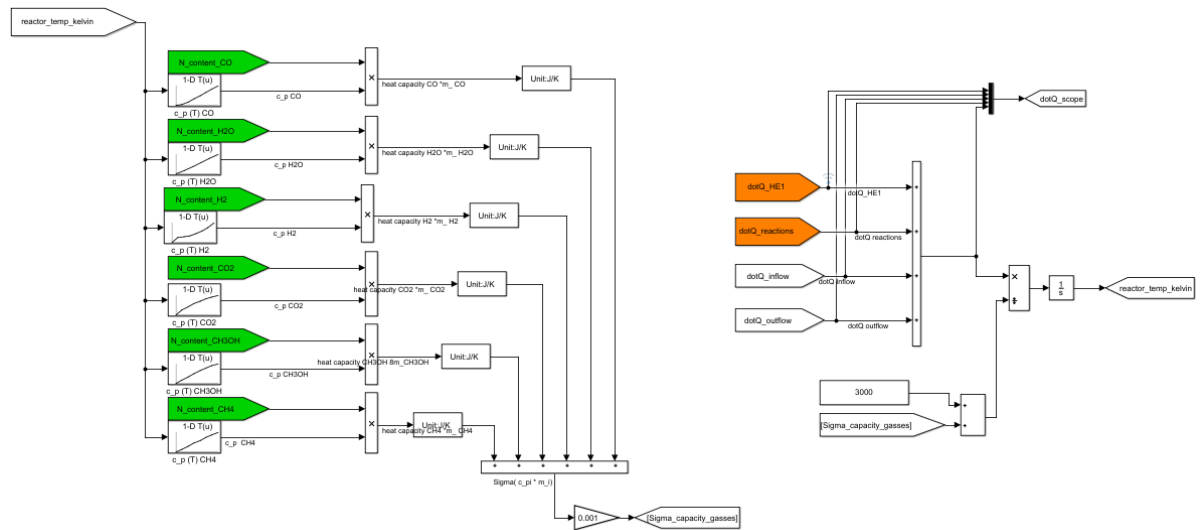 reactor_temp_kelvin
N_content_CO
1-D T(u)
c_p CO
c_p (T) CO
×
heat capacity CO *m_ CO
Unit:J/K
N_content_H2O
1-D T(u)
c_p H2O
c_p (T) H2O
×
heat capacity H2O *m_ H2O
Unit:J/K
N_content_H2
1-D T(u)
c_p H2
c_p (T) H2
×
heat capacity H2 *m_ H2
Unit:J/K
N_content_CO2
1-D T(u)
c_p CO2
c_p (T) CO2
×
heat capacity CO2 *m_ CO2
Unit:J/K
N_content_CH3OH
1-D T(u)
c_p CH3OH
c_p (T) CH3OH
×
heat capacity CH3OH 8m_CH3OH
Unit:J/K
N_content_CH4
1-D T(u)
c_p CH4
c_p (T) CH4
×
heat capacity CH4 *m_ CH4
Unit:J/K
+ + + + + +
Sigma( c_pi * m_i)
0.001
[Sigma_capacity_gasses]
dotQ_scope
dotQ_HE1
dotQ_HE1
+
dotQ_reactions
dotQ reactions
+
dotQ_inflow
dotQ inflow
+
dotQ_outflow
dotQ outflow
+
×
÷
1
s
reactor_temp_kelvin
3000
+
[Sigma_capacity_gasses]
+